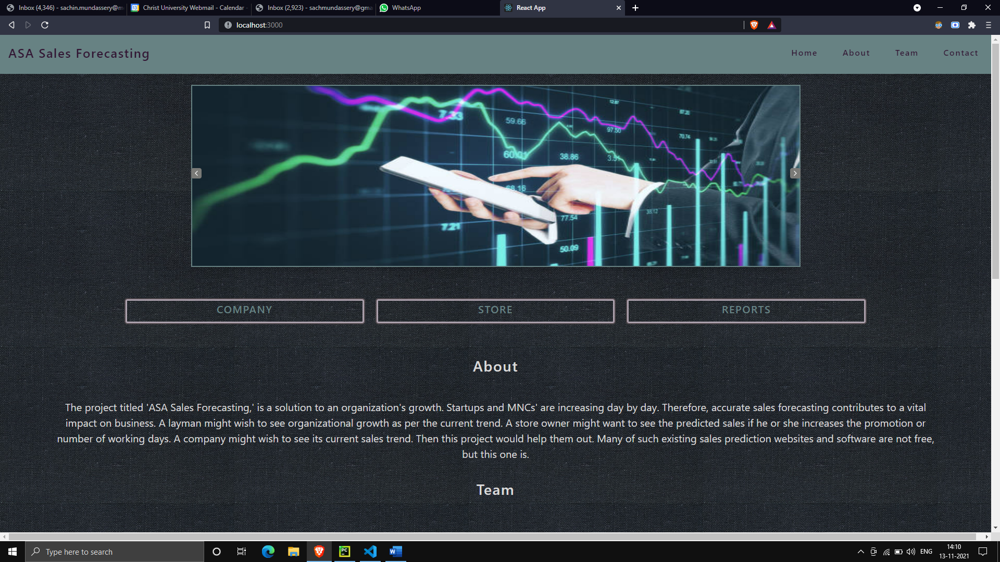 Inbox (4,346) - sachin.mundassery@m
Christ University Webmail - Calendar -
Inbox (2,923) - sachmundassery@gma
WhatsApp
React App
localhost:3000
ASA Sales Forecasting
Home
About
Team
Contact
7.33
59.66
12.87
67.20
97.50
70.74
60.01
38.86
3.51
68.16
38.12
77.54
7.21
50.09
COMPANY
STORE
REPORTS
About
The project titled 'ASA Sales Forecasting,' is a solution to an organization's growth. Startups and MNCs' are increasing day by day. Therefore, accurate sales forecasting contributes to a vital
impact on business. A layman might wish to see organizational growth as per the current trend. A store owner might want to see the predicted sales if he or she increases the promotion or
number of working days. A company might wish to see its current sales trend. Then this project would help them out. Many of such existing sales prediction websites and software are not free,
but this one is.
Team
Type here to search
ENG
14:10
13-11-2021